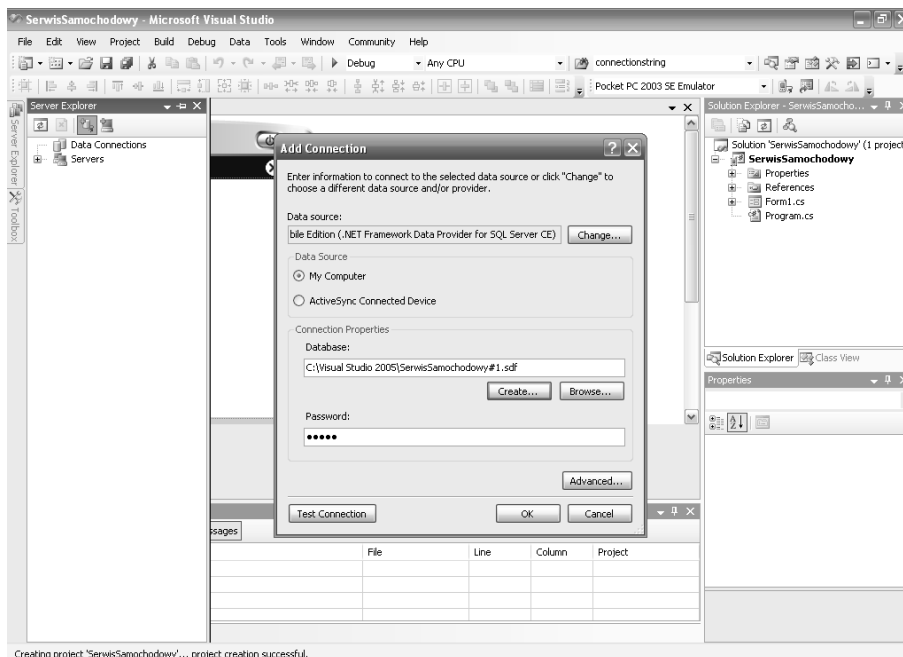 SerwisSamochodowy - Microsoft Visual Studio
File Edit View Project Build Debug Data Tools Window Community Help
Debug Any CPU connectionstring
Pocket PC 2003 SE Emulator
Server Explorer
Data Connections
Servers
Server Explorer
Toolbox
Add Connection
Enter information to connect to the selected data source or click "Change" to
choose a different data source and/or provider.
Data source:
bile Edition (.NET Framework Data Provider for SQL Server CE) Change...
Data Source
My Computer
ActiveSync Connected Device
Connection Properties
Database:
C:\Visual Studio 2005\SerwisSamochodowy#1.sdf
Create... Browse...
Password:
●●●●●
Advanced...
Test Connection OK Cancel
Solution Explorer - SerwisSamocho...
Solution 'SerwisSamochodowy' (1 project
SerwisSamochodowy
Properties
References
Form1.cs
Program.cs
Solution Explorer Class View
Properties
ssages
File Line Column Project
Creating project 'SerwisSamochodowy'... project creation successful.